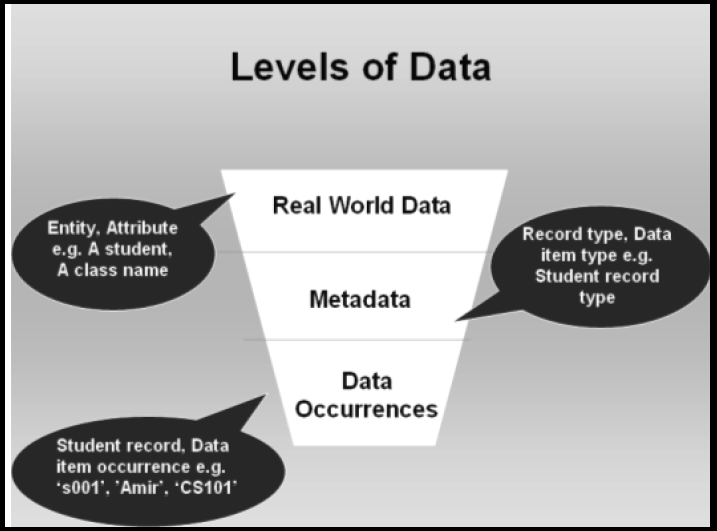 Levels of Data
Real World Data
Entity, Attribute
e.g. A student,
A class name
Record type, Data
item type e.g.
Student record
type
Metadata
Data
Occurrences
Student record, Data
item occurrence e.g.
‘s001’, ’Amir’, ‘CS101’